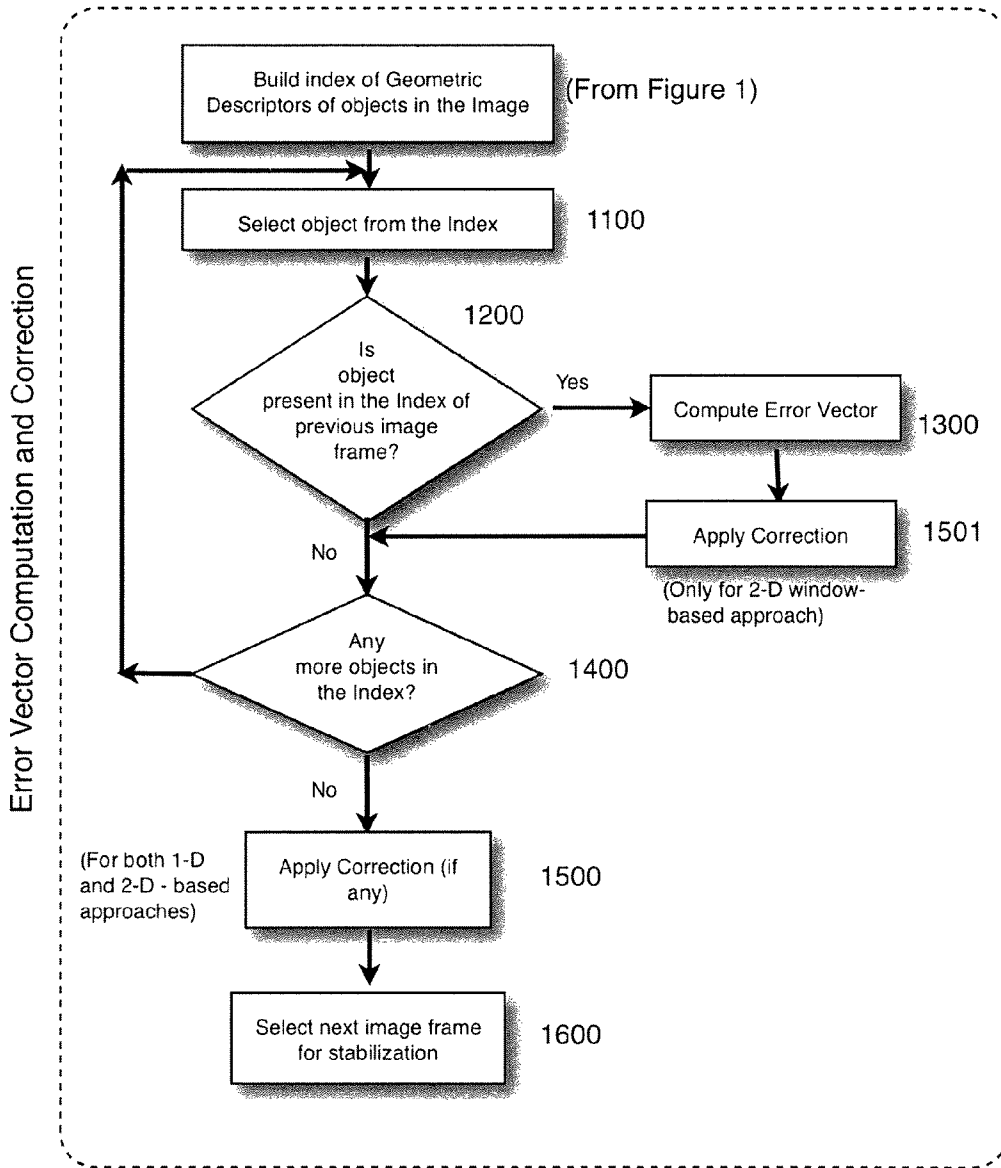 Error Vector Computation and Correction
Build index of Geometric
Descriptors of objects in the Image
(From Figure 1)
Select object from the Index
1100
1200
Is
object
present in the Index of
previous image
frame?
Yes
Compute Error Vector
1300
Apply Correction
1501
(Only for 2-D window-
based approach)
No
Any
more objects in
the Index?
1400
No
(For both 1-D
and 2-D - based
approaches)
Apply Correction (if
any)
1500
Select next image frame
for stabilization
1600